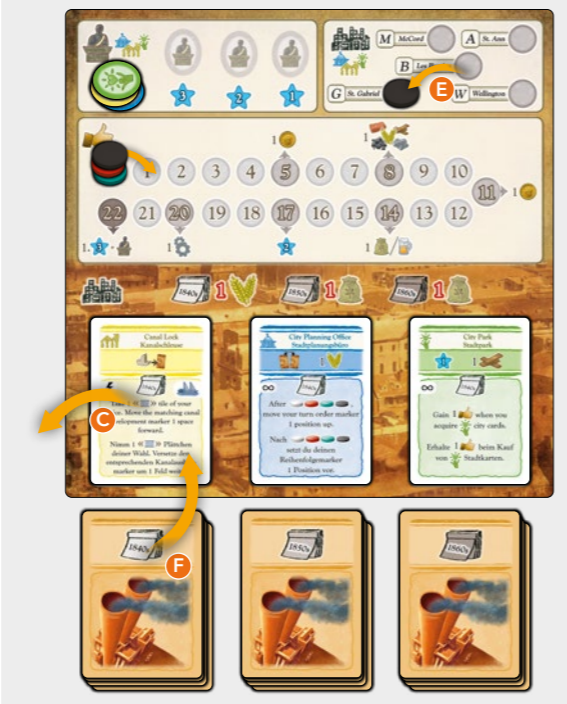 M McCord A St. Ann
B
E
G St. Gabriel W Wellington
3 2 1
1 1
1 2 3 4 5 6 7 8 9 10
11 1
22 21 20 19 18 17 16 15 14 13 12
1. 3 1 2 1
1840s 1 1850s 1 1860s 1
Canal Lock
Kanalschleuse
1840s
C
tile of your
Move the matching canal
development marker 1 space
forward.
Nimm 1 Plättchen
deiner Wahl. Versetze den
entsprechenden
marker um 1 Feld
City Planning Office
Stadtplanungsbüro
1
∞ 1840s
After
move your turn order marker
1 position up.
Nach
setzt du deinen
Reihenfolgemarker
1 Position vor.
City Park
Stadtpark
1 1
∞ 1840s
Gain 1 when you
acquire city cards.
Erhalte 1 beim Kauf
von Stadtkarten.
1840s 1850s 1860s
F